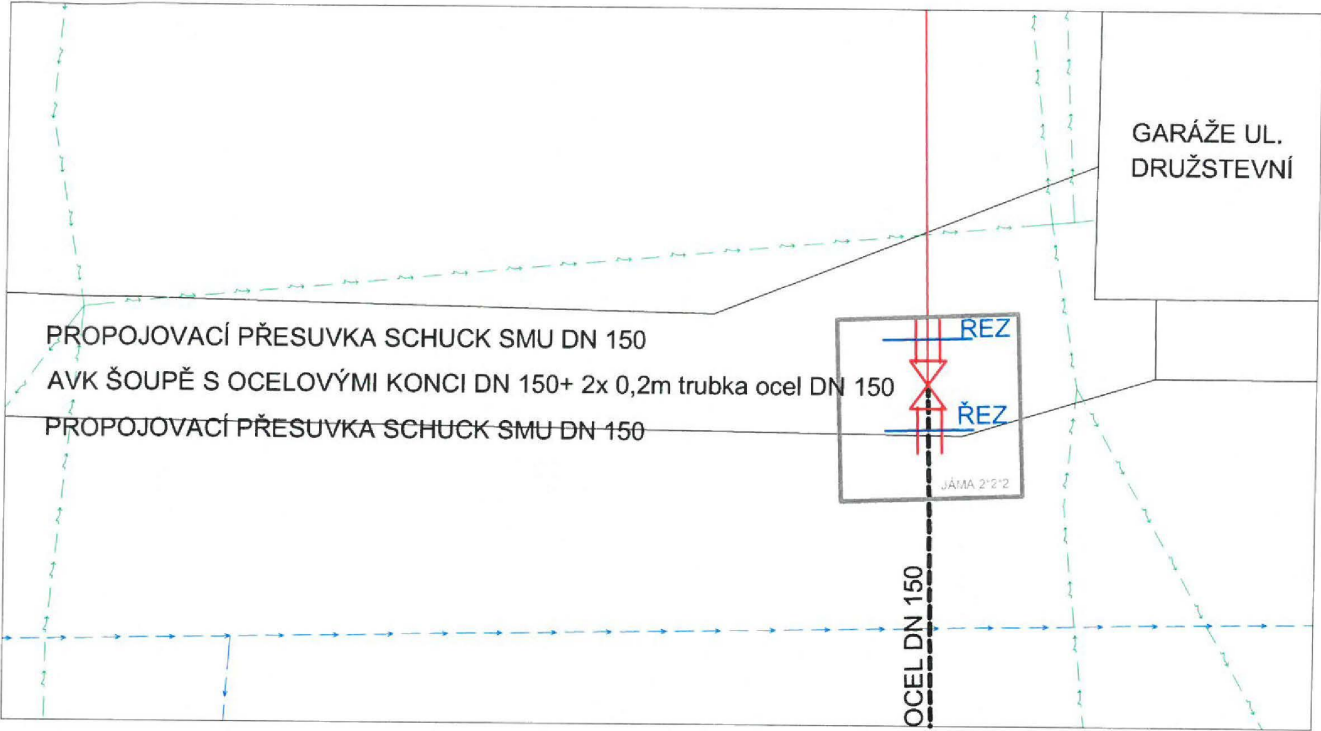 GARÁŽE UL.
DRUŽSTEVNÍ
PROPOJOVACÍ PŘESUVKA SCHUCK SMU DN 150
ŘEZ
AVK ŠOUPĚ S OCELOVÝMI KONCI DN 150+ 2x 0,2m trubka ocel DN 150
PROPOJOVACÍ PŘESUVKA SCHUCK SMU DN 150
ŘEZ
JÁMA 2*2*2
OCEL DN 150